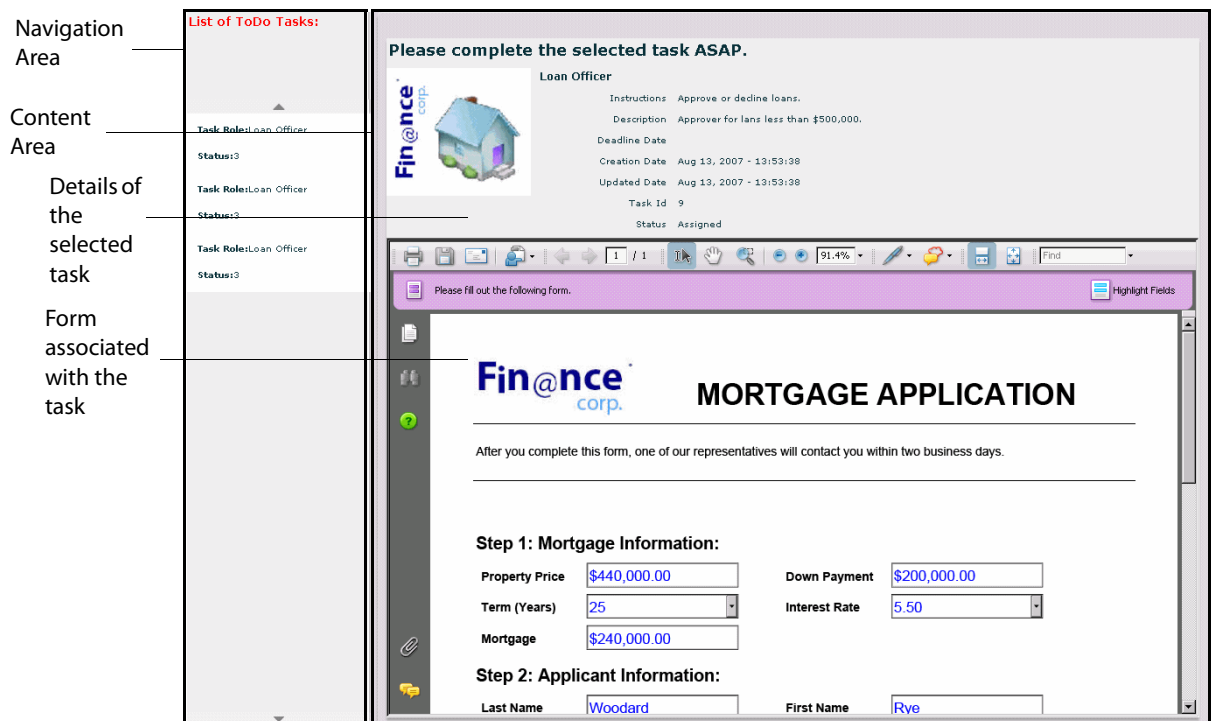 Navigation
Area
Content
Area
Details of
the
selected
task
Form
associated
with the
task
List of ToDo Tasks:
Task Role:Loan Officer
Status:3
Task Role:Loan Officer
Status:3
Task Role:Loan Officer
Status:3
Please complete the selected task ASAP.
Fin@nce
corp.
Loan Officer
Instructions Approve or decline loans.
Description Approver for lans less than $500,000.
Deadline Date
Creation Date Aug 13, 2007 - 13:53:38
Updated Date Aug 13, 2007 - 13:53:38
Task Id 9
Status Assigned
1 / 1 91.4% Find
Please fill out the following form. Highlight Fields
Fin@nce
corp.
MORTGAGE APPLICATION
After you complete this form, one of our representatives will contact you within two business days.
Step 1: Mortgage Information:
Property Price $440,000.00 Down Payment $200,000.00
Term (Years) 25 Interest Rate 5.50
Mortgage $240,000.00
Step 2: Applicant Information:
Last Name Woodard First Name Rye